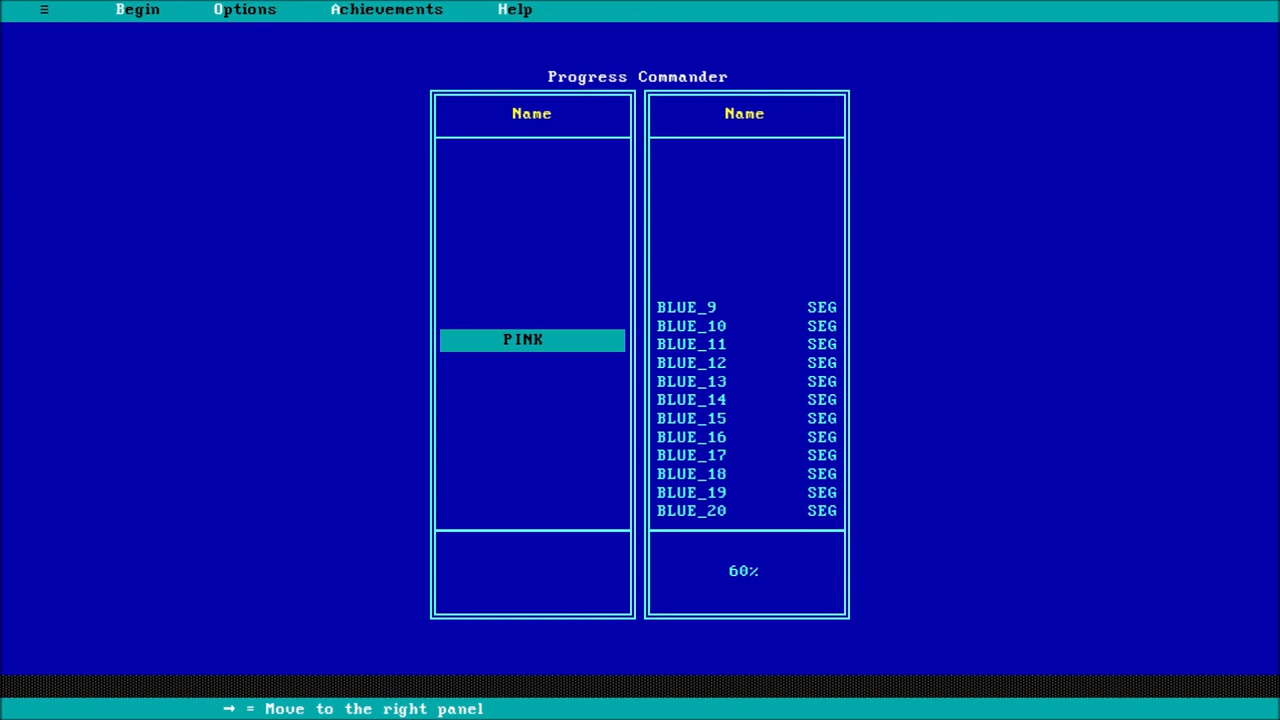 ≡ Begin Options Achievements Help
Progress Commander
Name Name
BLUE_9 SEG
BLUE_10 SEG
PINK
BLUE_11 SEG
BLUE_12 SEG
BLUE_13 SEG
BLUE_14 SEG
BLUE_15 SEG
BLUE_16 SEG
BLUE_17 SEG
BLUE_18 SEG
BLUE_19 SEG
BLUE_20 SEG
60%
→ = Move to the right panel